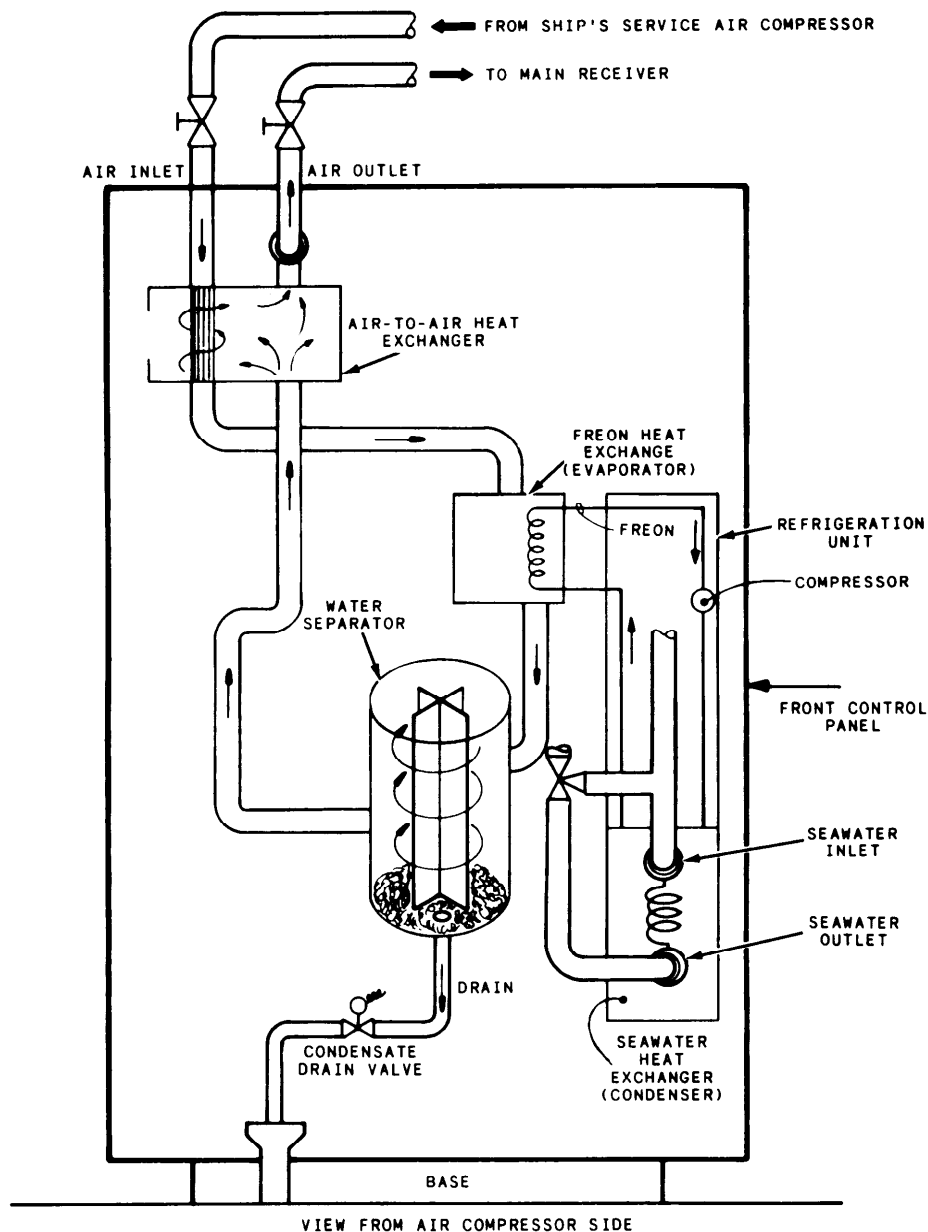 FROM SHIP'S SERVICE AIR COMPRESSOR
TO MAIN RECEIVER
AIR INLET
AIR OUTLET
AIR-TO-AIR HEAT
EXCHANGER
FREON HEAT
EXCHANGE
(EVAPORATOR)
FREON
REFRIGERATION
UNIT
COMPRESSOR
WATER
SEPARATOR
FRONT CONTROL
PANEL
SEAWATER
INLET
SEAWATER
OUTLET
DRAIN
CONDENSATE
DRAIN VALVE
SEAWATER
HEAT
EXCHANGER
(CONDENSER)
BASE
VIEW FROM AIR COMPRESSOR SIDE